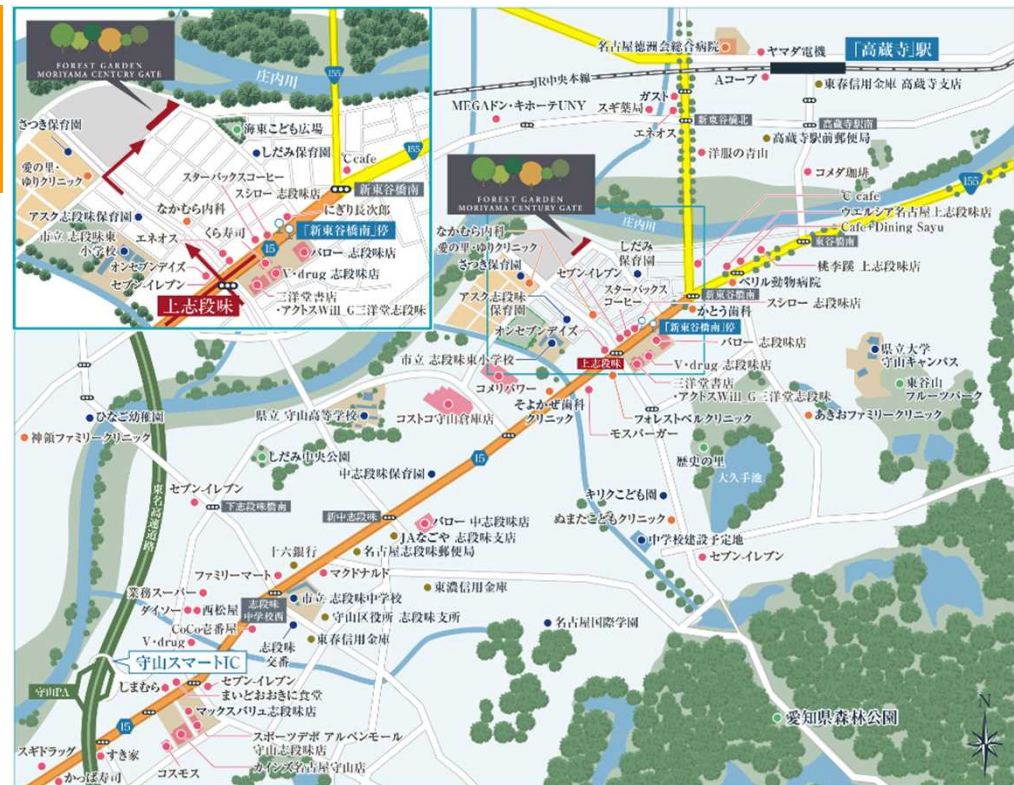 FOREST GARDEN
MORIYAMA CENTURY GATE
庄内川
155
さつき保育園
海東こども広場
愛の里・
ゆりクリニック
しだみ保育園
℃ cafe
スターバックスコーヒー
スシロー 志段味店
新東谷橋南
アスク志段味保育園
なかむら内科
にぎり長次郎
「新東谷橋南」停
市立 志段味東
小学校
エネオス
くら寿司
15
バロー 志段味店
オンセブンデイズ
V・drug 志段味店
セブンイレブン
三洋堂書店
・アクトスWill_G三洋堂志段味
上志段味
名古屋徳洲会総合病院
ヤマダ電機
「高蔵寺」駅
JR中央本線
Aコープ
東春信用金庫 高蔵寺支店
MEGAドン・キホーテUNY
ガスト
スギ薬局
エネオス
新東谷橋北
高蔵寺駅南
高蔵寺駅前郵便局
洋服の青山
コメダ珈琲
FOREST GARDEN
MORIYAMA CENTURY GATE
155
℃ cafe
庄内川
ウエルシア名古屋上志段味店
Cafe+Dining Sayu
東谷橋南
なかむら内科
愛の里・ゆりクリニック
さつき保育園
しだみ
保育園
セブンイレブン
桃李蹊 上志段味店
ベリル動物病院
アスク志段味
保育園
スターバックス
コーヒー
新東谷橋南
スシロー 志段味店
かとう歯科
オンセブンデイズ
「新東谷橋南」停
バロー 志段味店
市立 志段味東小学校
上志段味
V・drug 志段味店
県立大学
守山キャンパス
コメリパワー
三洋堂書店
・アクトスWill_G三洋堂志段味
東谷山
フルーツパーク
コストコ守山倉庫店
そよかぜ歯科
クリニック
フォレストベルクリニック
あきおファミリークリニック
ひなご幼稚園
県立 守山高等学校
モスバーガー
神領ファミリークリニック
しだみ中央公園
15
歴史の里
大久手池
中志段味保育園
東名高速道路
セブンイレブン
キリクこども園
下志段味橋南
新中志段味
バロー 中志段味店
ぬまたこどもクリニック
JAなごや 志段味支店
中学校建設予定地
十六銀行
名古屋志段味郵便局
セブンイレブン
ファミリーマート
マクドナルド
業務スーパー
東濃信用金庫
市立 志段味中学校
ダイソー
西松屋
志段味
中学校西
守山区役所 志段味支所
CoCo壱番屋
名古屋国際学園
V・drug
志段味
交番
東春信用金庫
守山スマートIC
守山PA
しまむら
セブンイレブン
まいどおおきに食堂
マックスバリュ志段味店
愛知県森林公園
N
15
スポーツデポ アルペンモール
守山志段味店
スギドラッグ
すき家
カインズ名古屋守山店
コスモス
かっぱ寿司